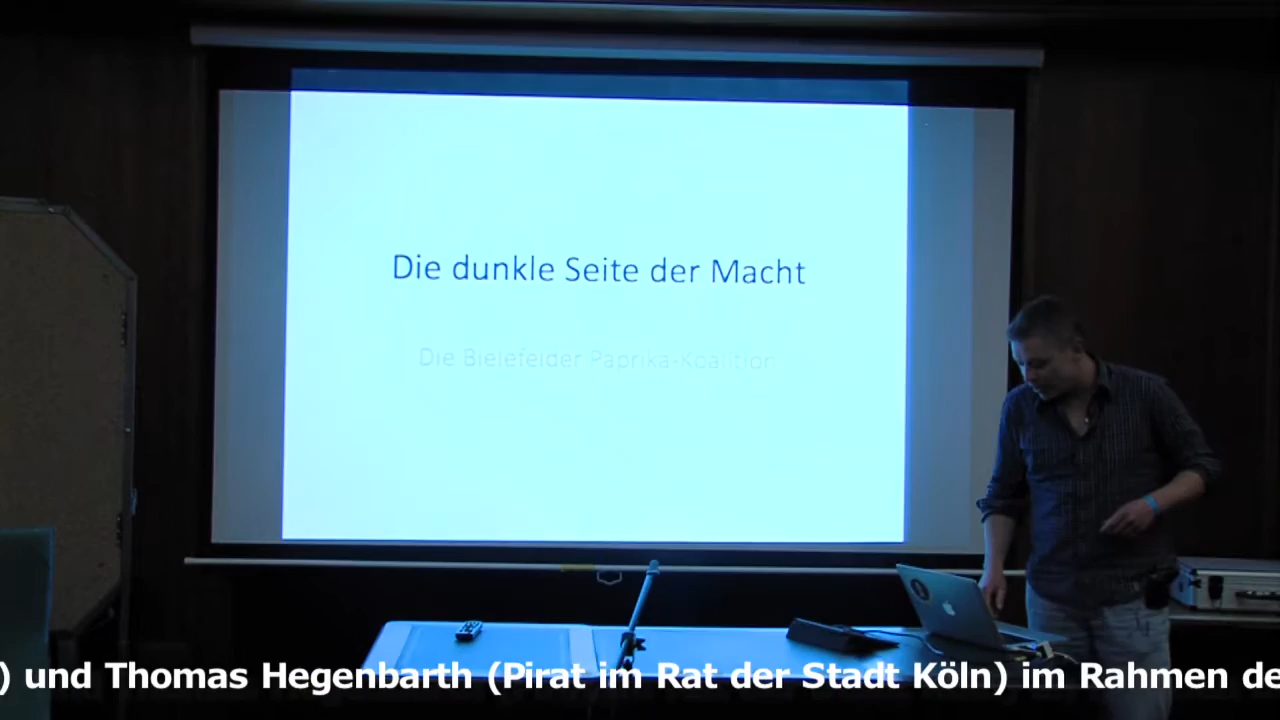 Die dunkle Seite der Macht
Die Bielefelder Paprika-Koalition
) und Thomas Hegenbarth (Pirat im Rat der Stadt Köln) im Rahmen de